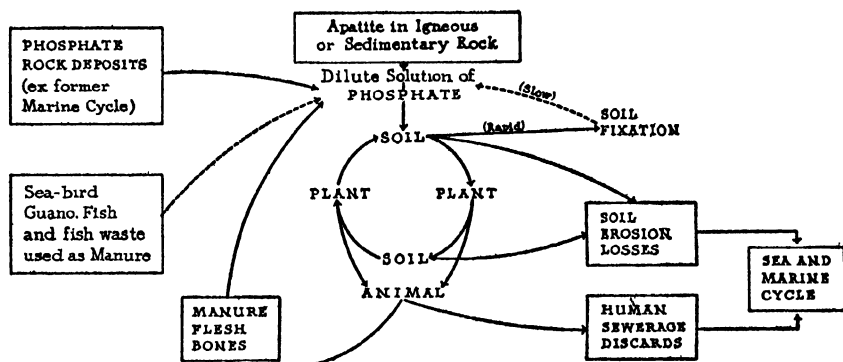 Apatite in Igneous
or Sedimentary Rock
PHOSPHATE
ROCK DEPOSITS
(ex former
Marine Cycle)
Dilute Solution of
PHOSPHATE
(Slow)
SOIL
FIXATION
(Rapid)
SOIL
PLANT
PLANT
Sea-bird
Guano. Fish
and fish waste
used as Manure
SOIL
EROSION
LOSSES
SOIL
SEA AND
MARINE
CYCLE
ANIMAL
MANURE
FLESH
BONES
HUMAN
SEWERAGE
DISCARDS